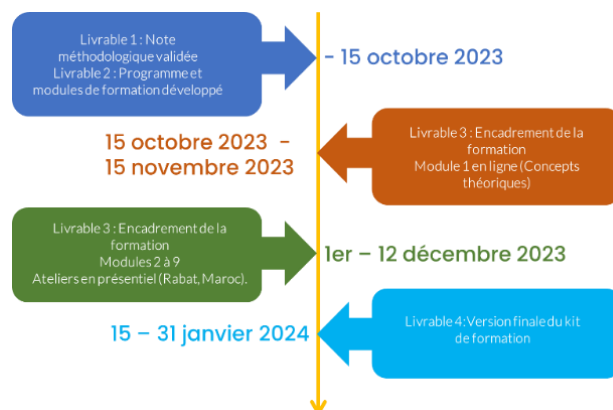 Livrable 1 : Note
méthodologique validée
Livrable 2 : Programme et
modules de formation développé
- 15 octobre 2023
15 octobre 2023 -
15 novembre 2023
Livrable 3 : Encadrement de la
formation
Module 1 en ligne (Concepts
théoriques)
Livrable 3 : Encadrement de la
formation
Modules 2 à 9
Ateliers en présentiel (Rabat, Maroc).
1er – 12 décembre 2023
15 – 31 janvier 2024
Livrable 4: Version finale du kit
de formation